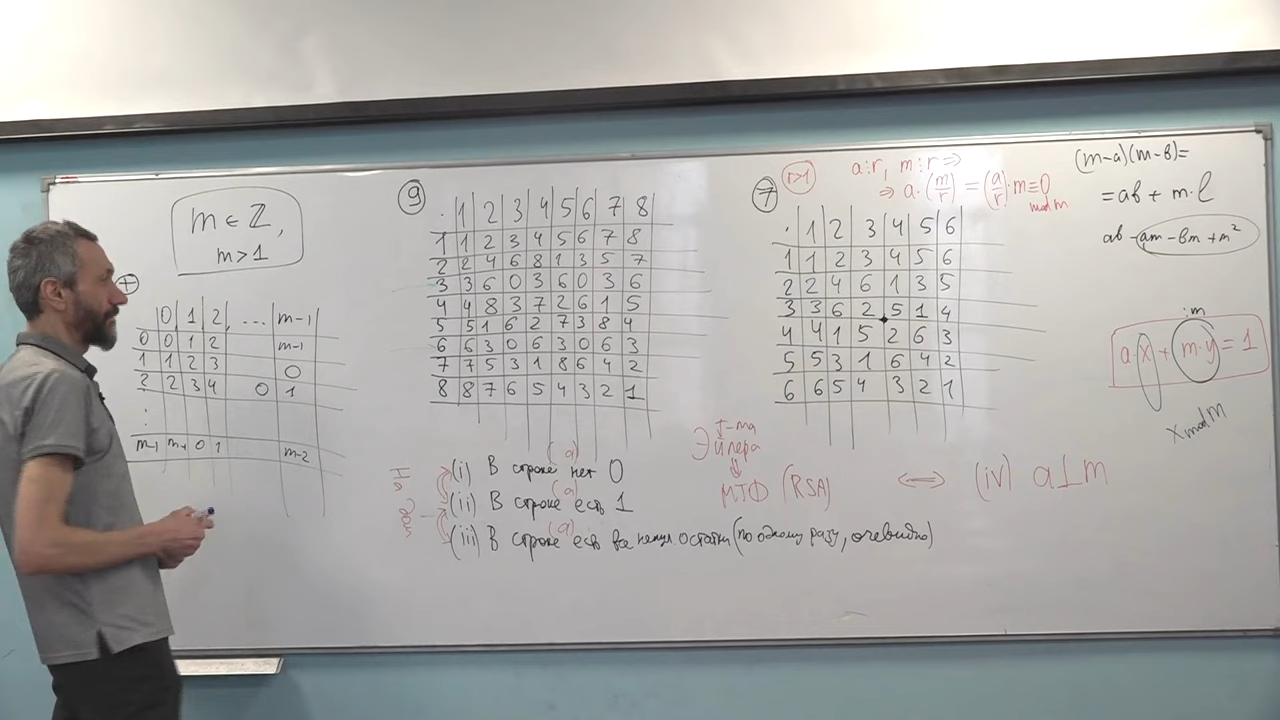 m ∈ ℤ,
m > 1
+
0 1 2, .... m-1
0 0 1 2 m-1
1 1 2 3 0
2 2 3 4 0 1
:
m-1 m-1 0 1 m-2
9
· 1 2 3 4 5 6 7 8
1 1 2 3 4 5 6 7 8
2 2 4 6 8 1 3 5 7
3 3 6 0 3 6 0 3 6
4 4 8 3 7 2 6 1 5
5 5 1 6 2 7 3 8 4
6 6 3 0 6 3 0 6 3
7 7 5 3 1 8 6 4 2
8 8 7 6 5 4 3 2 1
7
r>1
a:r, m:r ⇒
⇒ a·(m/r) = (a/r)·m ≡ 0 mod m
· 1 2 3 4 5 6
1 1 2 3 4 5 6
2 2 4 6 1 3 5
3 3 6 2 5 1 4
4 4 1 5 2 6 3
5 5 3 1 6 4 2
6 6 5 4 3 2 1
(m-a)(m-b)=
= ab + m·l
ab -am -bm + m²
:m
a·x + m·y = 1
x mod m
(i) В строке (a) нет 0
(ii) В строке (a) есть 1
(iii) В строке (a) есть все ненул. остатки (по одному разу, очевидно)
Т-ма
Эйлера
⇓
МТФ (RSA)
⇔ (iv) a⊥m